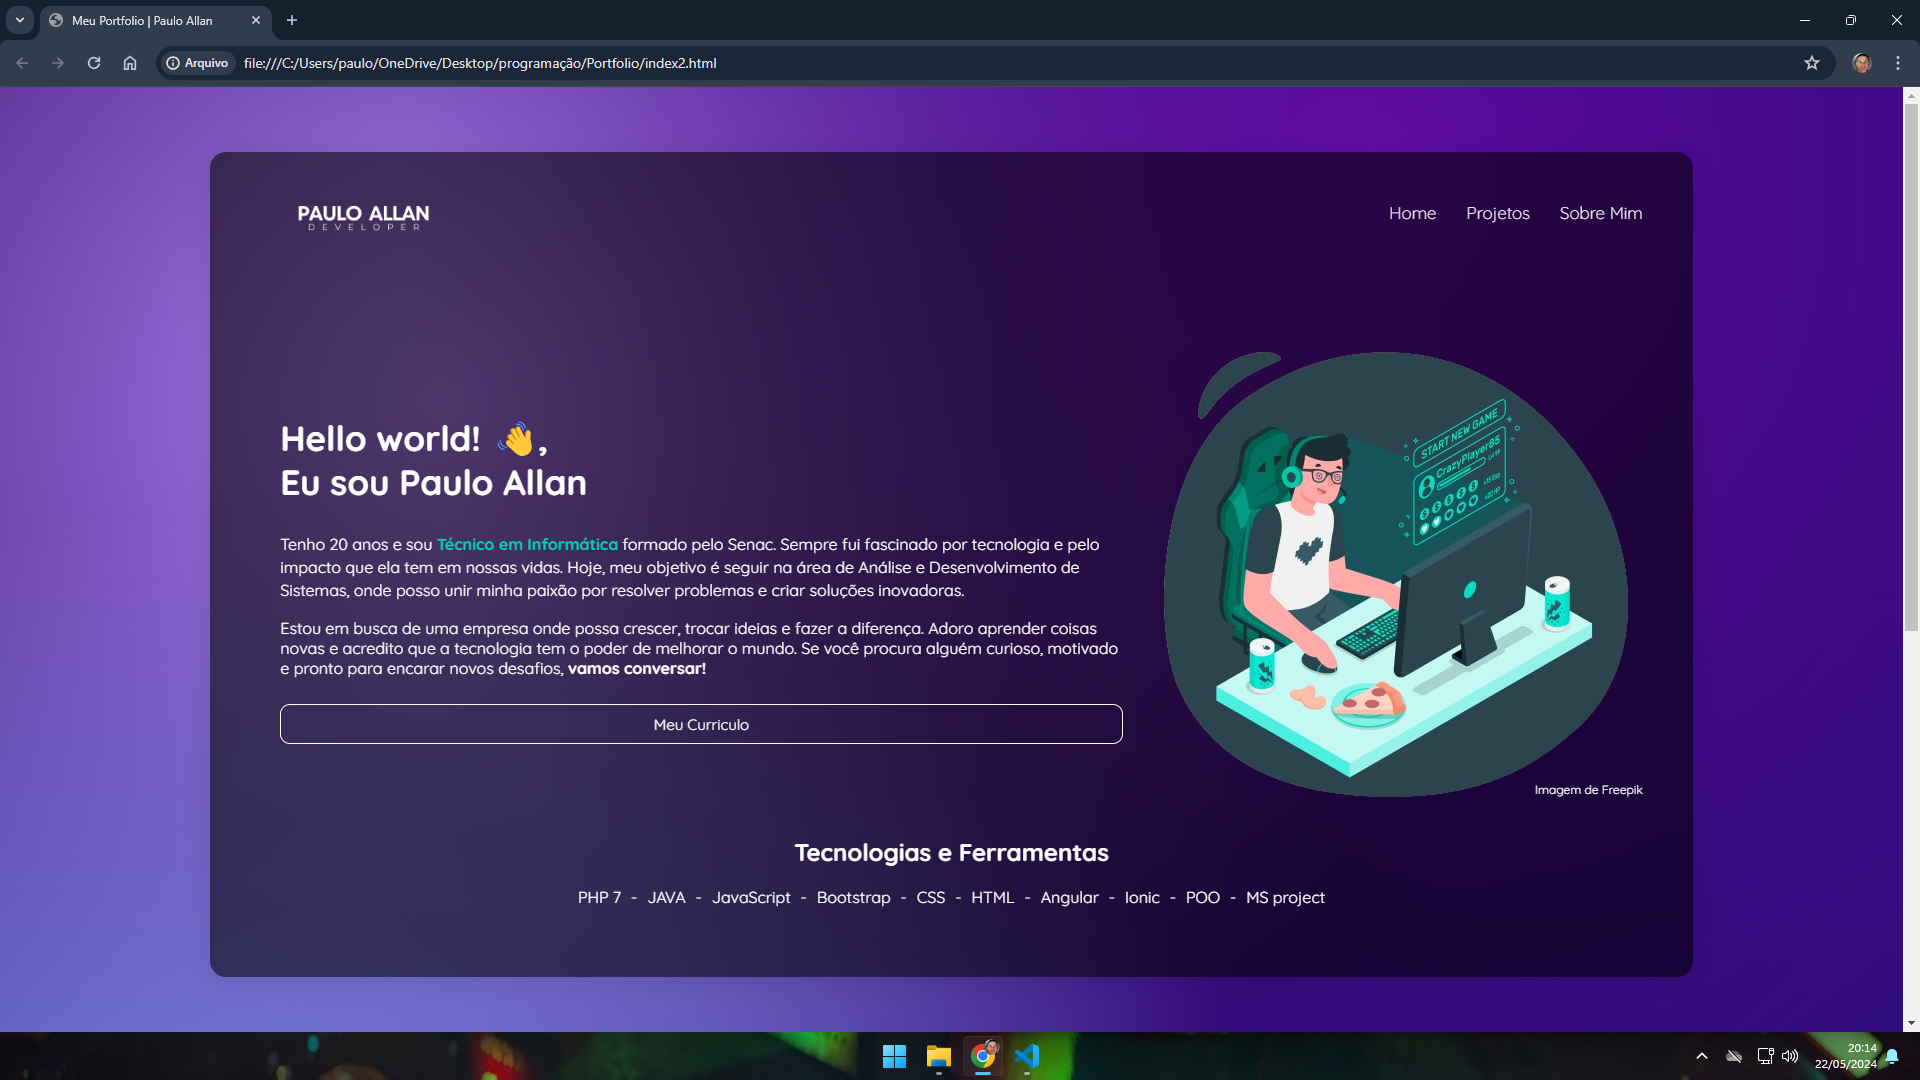 Meu Portfolio | Paulo Allan
Arquivo
file:///C:/Users/paulo/OneDrive/Desktop/programação/Portfolio/index2.html
PAULO ALLAN
DEVELOPER
Home
Projetos
Sobre Mim
Hello world! 👋,
Eu sou Paulo Allan
Tenho 20 anos e sou Técnico em Informática formado pelo Senac. Sempre fui fascinado por tecnologia e pelo
impacto que ela tem em nossas vidas. Hoje, meu objetivo é seguir na área de Análise e Desenvolvimento de
Sistemas, onde posso unir minha paixão por resolver problemas e criar soluções inovadoras.
Estou em busca de uma empresa onde possa crescer, trocar ideias e fazer a diferença. Adoro aprender coisas
novas e acredito que a tecnologia tem o poder de melhorar o mundo. Se você procura alguém curioso, motivado
e pronto para encarar novos desafios, vamos conversar!
Meu Curriculo
START NEW GAME
CrazyPlayer85
Lvl 99
+15 Exp
+20 HP
Imagem de Freepik
Tecnologias e Ferramentas
PHP 7 - JAVA - JavaScript - Bootstrap - CSS - HTML - Angular - Ionic - POO - MS project
20:14
22/05/2024